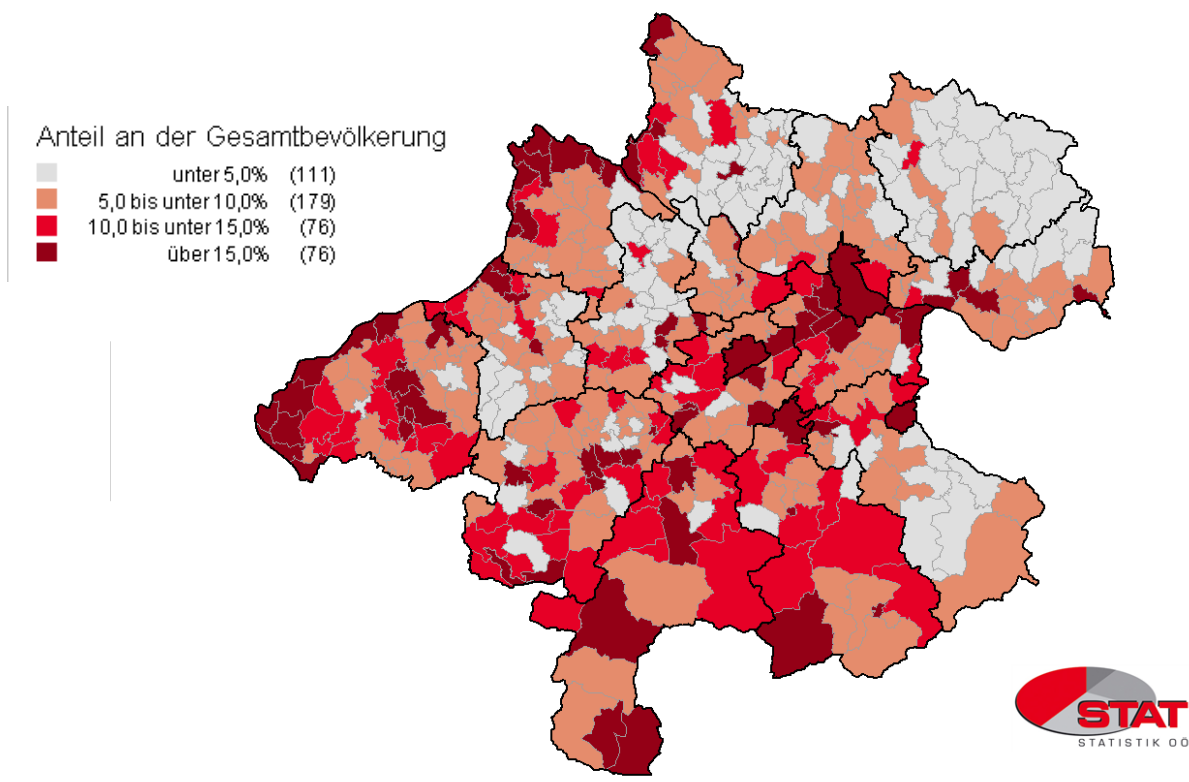 Anteil an der Gesamtbevölkerung
unter 5,0% (111)
5,0 bis unter 10,0% (179)
10,0 bis unter 15,0% (76)
über 15,0% (76)
STAT
STATISTIK OÖ